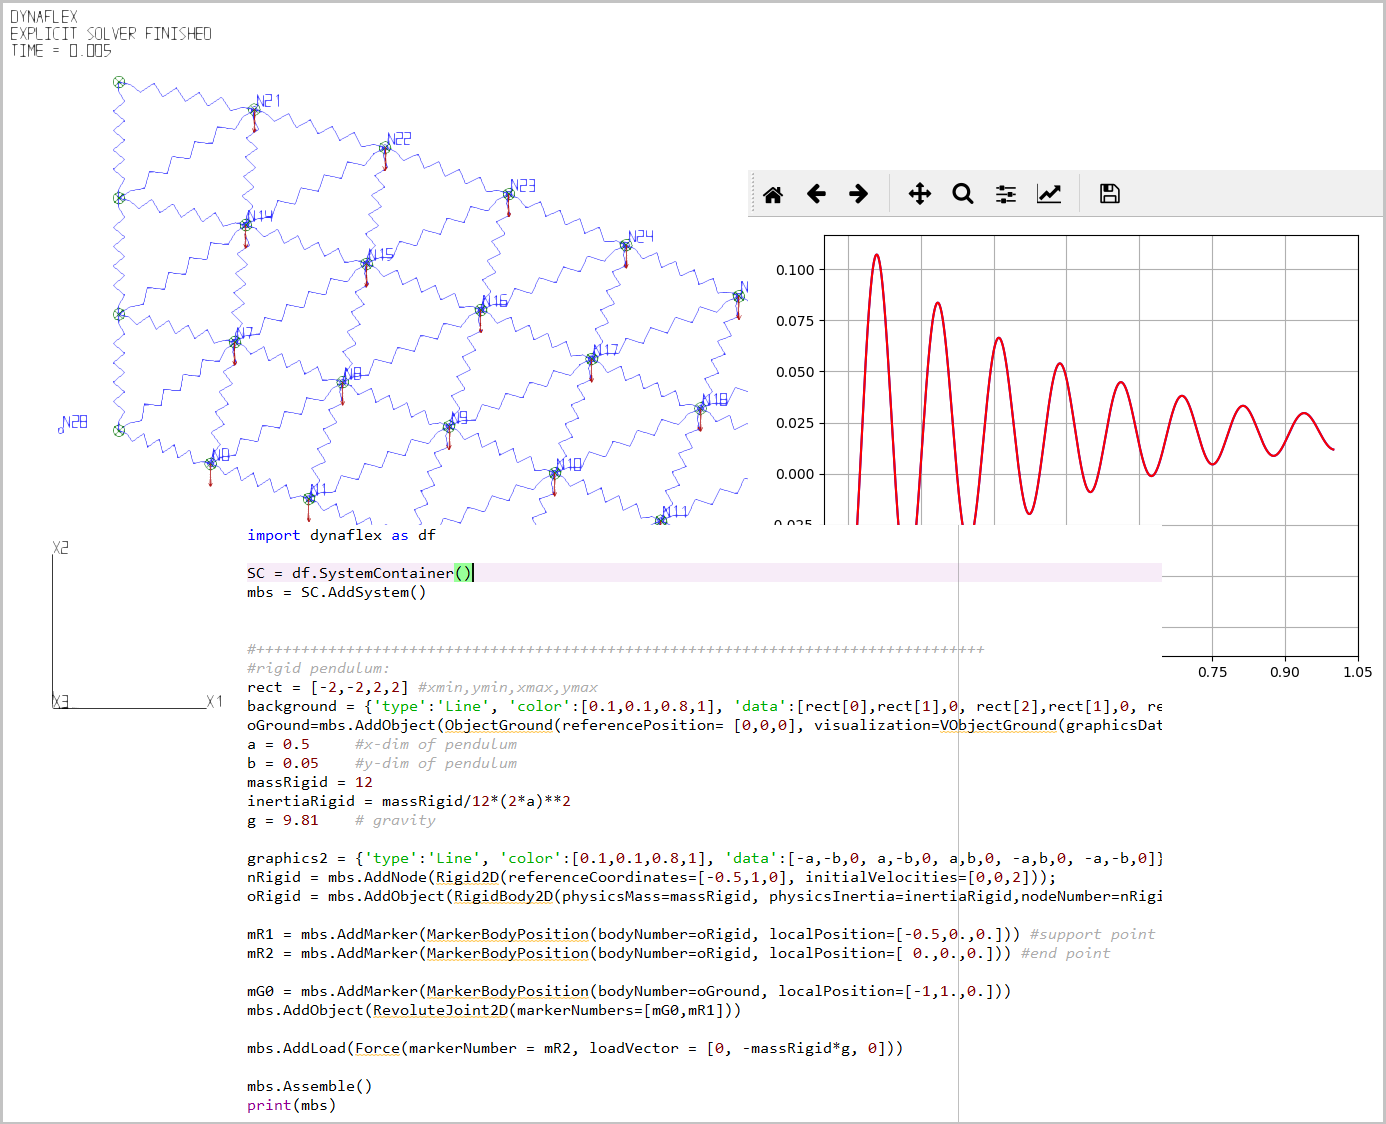 DYNAFLEX
EXPLICIT SOLVER FINISHED
TIME = 0.005
N21
N22
N23
N24
N
N14
N15
N16
N17
N18
N7
N8
N9
N10
N11
N28
N0
N1
0.100
0.075
0.050
0.025
0.000
0.75 0.90 1.05
X2
X3 X1
import dynaflex as df
SC = df.SystemContainer()
mbs = SC.AddSystem()
#+++++++++++++++++++++++++++++++++++++++++++++++++++++++++++++++++++++++++++++++++
#rigid pendulum:
rect = [-2,-2,2,2] #xmin,ymin,xmax,ymax
background = {'type':'Line', 'color':[0.1,0.1,0.8,1], 'data':[rect[0],rect[1],0, rect[2],rect[1],0, re
oGround=mbs.AddObject(ObjectGround(referencePosition= [0,0,0], visualization=VObjectGround(graphicsDat
a = 0.5     #x-dim of pendulum
b = 0.05    #y-dim of pendulum
massRigid = 12
inertiaRigid = massRigid/12*(2*a)**2
g = 9.81    # gravity
graphics2 = {'type':'Line', 'color':[0.1,0.1,0.8,1], 'data':[-a,-b,0, a,-b,0, a,b,0, -a,b,0, -a,-b,0]}
nRigid = mbs.AddNode(Rigid2D(referenceCoordinates=[-0.5,1,0], initialVelocities=[0,0,2]));
oRigid = mbs.AddObject(RigidBody2D(physicsMass=massRigid, physicsInertia=inertiaRigid,nodeNumber=nRigi
mR1 = mbs.AddMarker(MarkerBodyPosition(bodyNumber=oRigid, localPosition=[-0.5,0.,0.])) #support point
mR2 = mbs.AddMarker(MarkerBodyPosition(bodyNumber=oRigid, localPosition=[ 0.,0.,0.])) #end point
mG0 = mbs.AddMarker(MarkerBodyPosition(bodyNumber=oGround, localPosition=[-1,1.,0.]))
mbs.AddObject(RevoluteJoint2D(markerNumbers=[mG0,mR1]))
mbs.AddLoad(Force(markerNumber = mR2, loadVector = [0, -massRigid*g, 0]))
mbs.Assemble()
print(mbs)